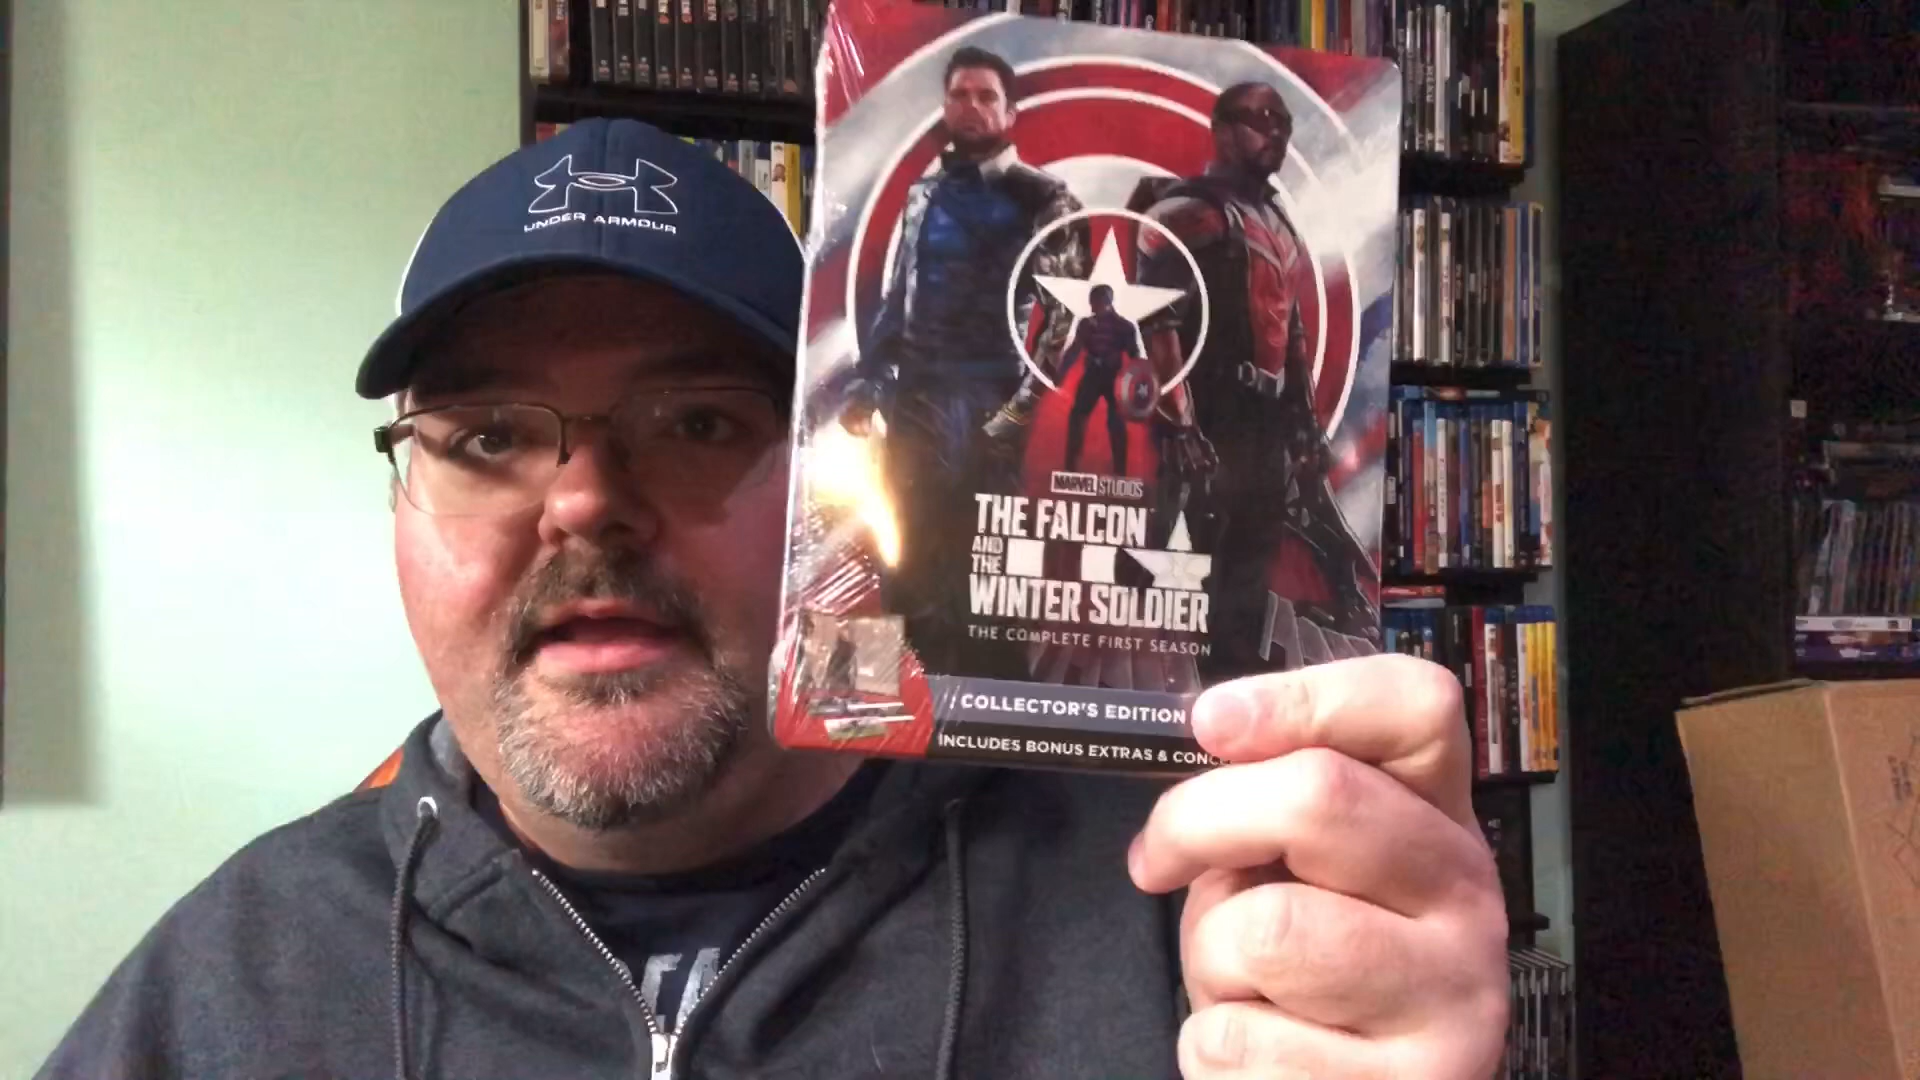 UNDER ARMOUR
MARVEL STUDIOS
THE FALCON
AND
THE
WINTER SOLDIER
THE COMPLETE FIRST SEASON
COLLECTOR'S EDITION
INCLUDES BONUS EXTRAS & CONCE